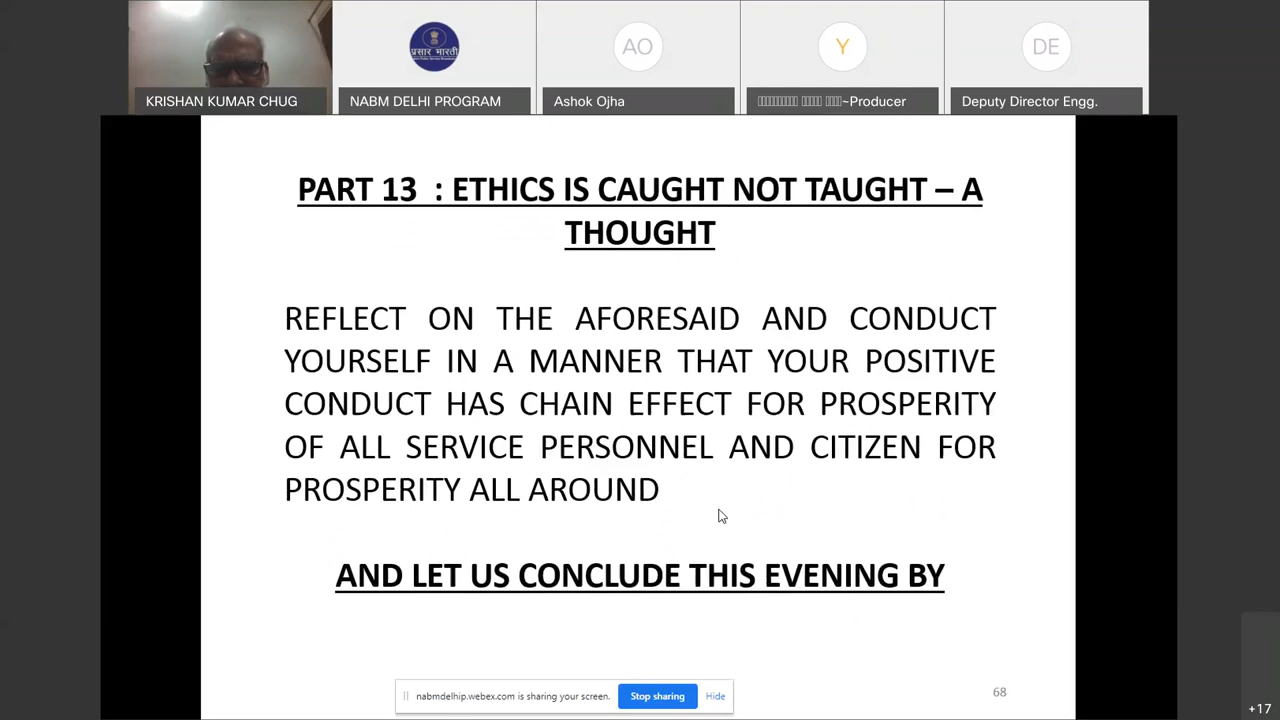 प्रसार भारती
AO
Y
DE
KRISHAN KUMAR CHUG
NABM DELHI PROGRAM
Ashok Ojha
~Producer
Deputy Director Engg.
PART 13 : ETHICS IS CAUGHT NOT TAUGHT – A
THOUGHT
REFLECT ON THE AFORESAID AND CONDUCT
YOURSELF IN A MANNER THAT YOUR POSITIVE
CONDUCT HAS CHAIN EFFECT FOR PROSPERITY
OF ALL SERVICE PERSONNEL AND CITIZEN FOR
PROSPERITY ALL AROUND
AND LET US CONCLUDE THIS EVENING BY
nabmdelhip.webex.com is sharing your screen.
Stop sharing
Hide
68
+17